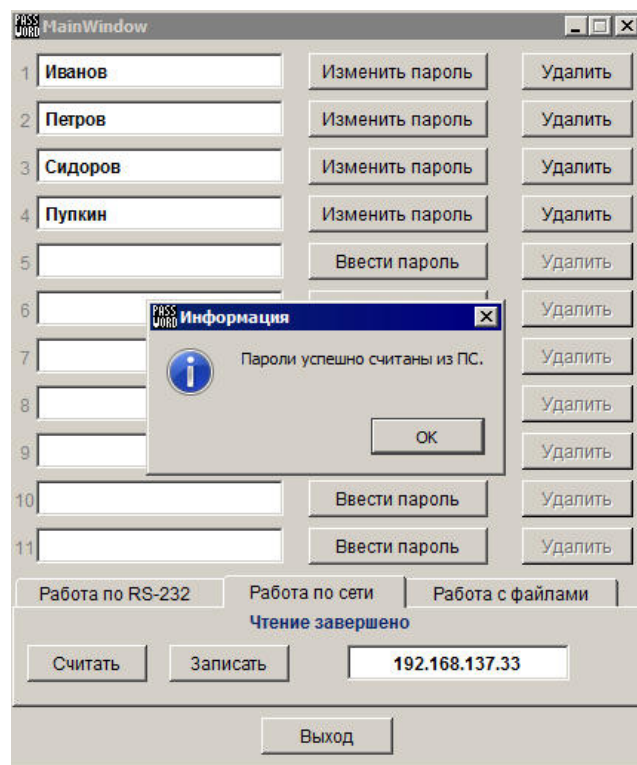 PASS WORD MainWindow
1 Иванов Изменить пароль Удалить
2 Петров Изменить пароль Удалить
3 Сидоров Изменить пароль Удалить
4 Пупкин Изменить пароль Удалить
5 Ввести пароль Удалить
6 Удалить
PASS WORD Информация
7 Удалить
Пароли успешно считаны из ПС.
8 Удалить
OK
9 Удалить
10 Ввести пароль Удалить
11 Ввести пароль Удалить
Работа по RS-232 Работа по сети Работа с файлами
Чтение завершено
Считать Записать 192.168.137.33
Выход